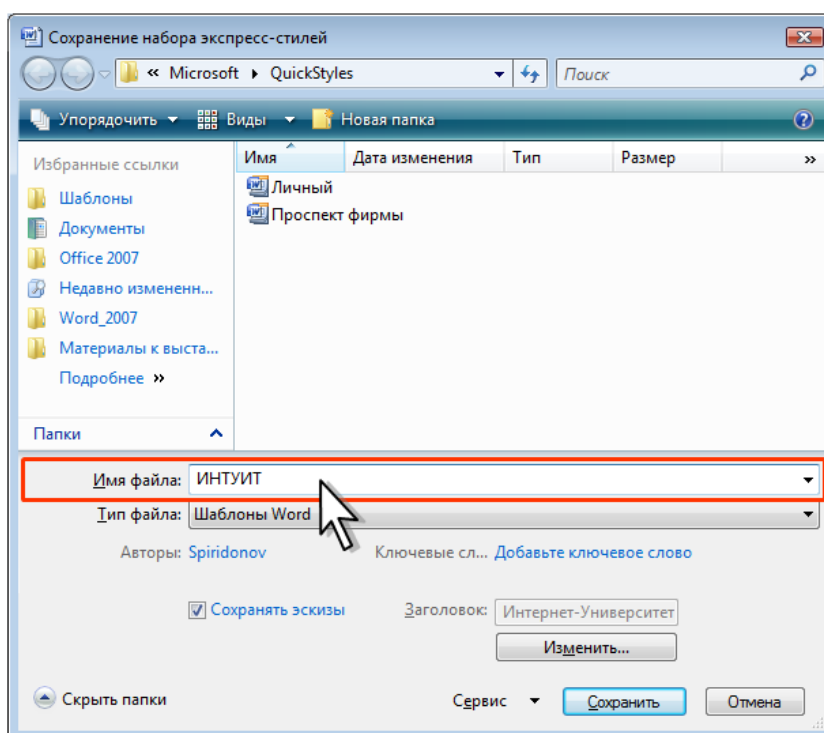 Сохранение набора экспресс-стилей
« Microsoft ▸ QuickStyles
Поиск
Упорядочить Виды Новая папка
Избранные ссылки
Имя Дата изменения Тип Размер »
Личный
Проспект фирмы
Шаблоны
Документы
Office 2007
Недавно измененн...
Word_2007
Материалы к выста...
Подробнее »
Папки
Имя файла: ИНТУИТ
Тип файла: Шаблоны Word
Авторы: Spiridonov Ключевые сл... Добавьте ключевое слово
Сохранять эскизы Заголовок: Интернет-Университет
Изменить...
Скрыть папки Сервис Сохранить Отмена